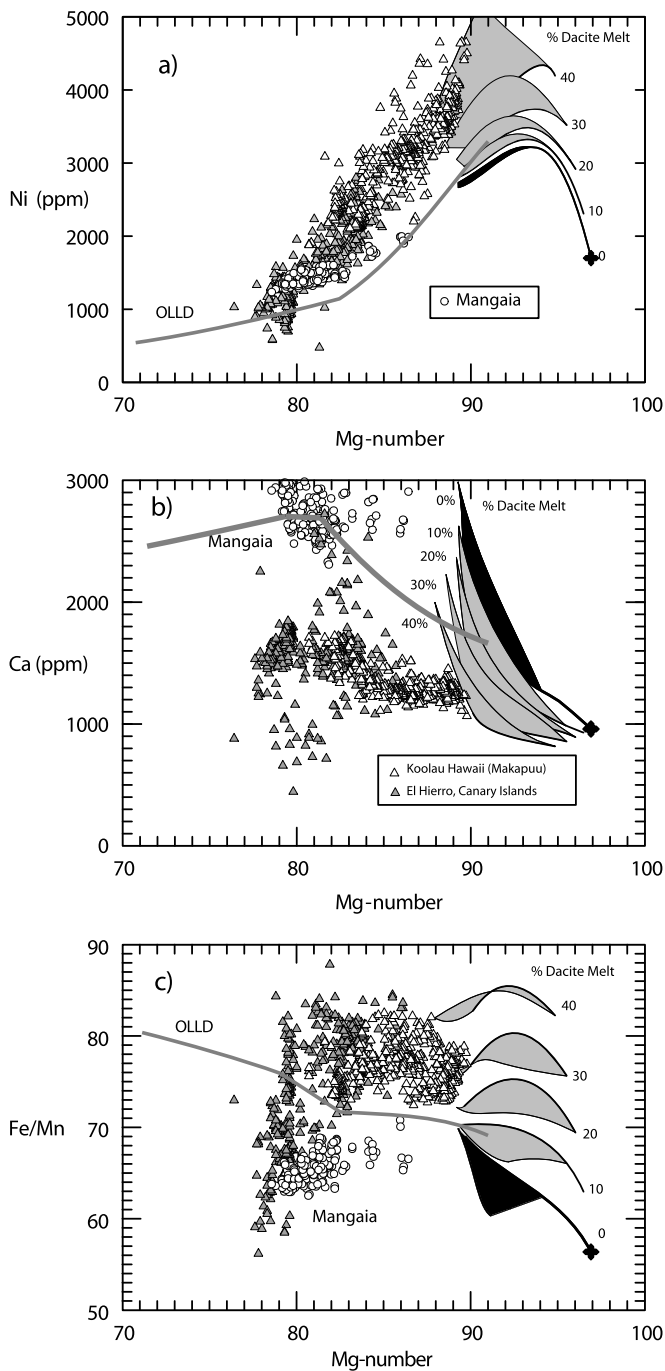 5000
a)
% Dacite Melt
40
4000
30
3000
Ni (ppm)
20
2000
10
0
Mangaia
1000
OLLD
0
70
80
90
100
Mg-number
3000
b)
0%
% Dacite Melt
10%
Mangaia
20%
30%
2000
40%
Ca (ppm)
1000
Koolau Hawaii (Makapuu)
El Hierro, Canary Islands
0
70
80
90
100
Mg-number
90
c)
% Dacite Melt
40
OLLD
80
30
Fe/Mn
70
20
10
Mangaia
60
0
50
70
80
90
100
Mg-number